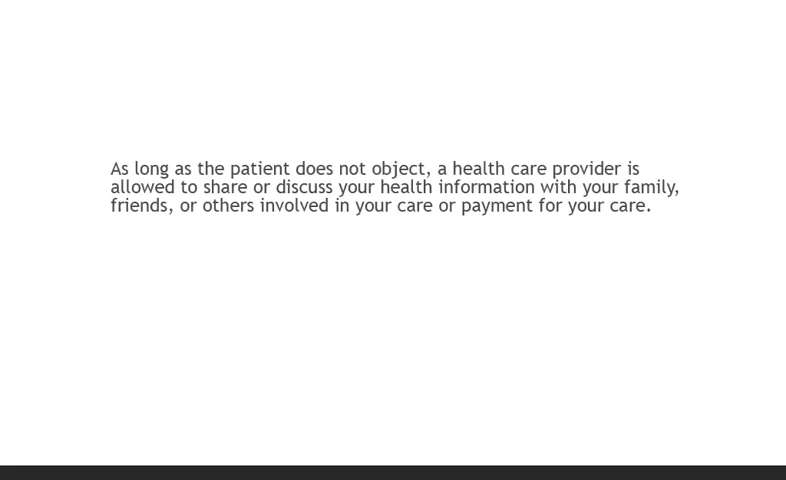 As long as the patient does not object, a health care provider is
allowed to share or discuss your health information with your family,
friends, or others involved in your care or payment for your care.